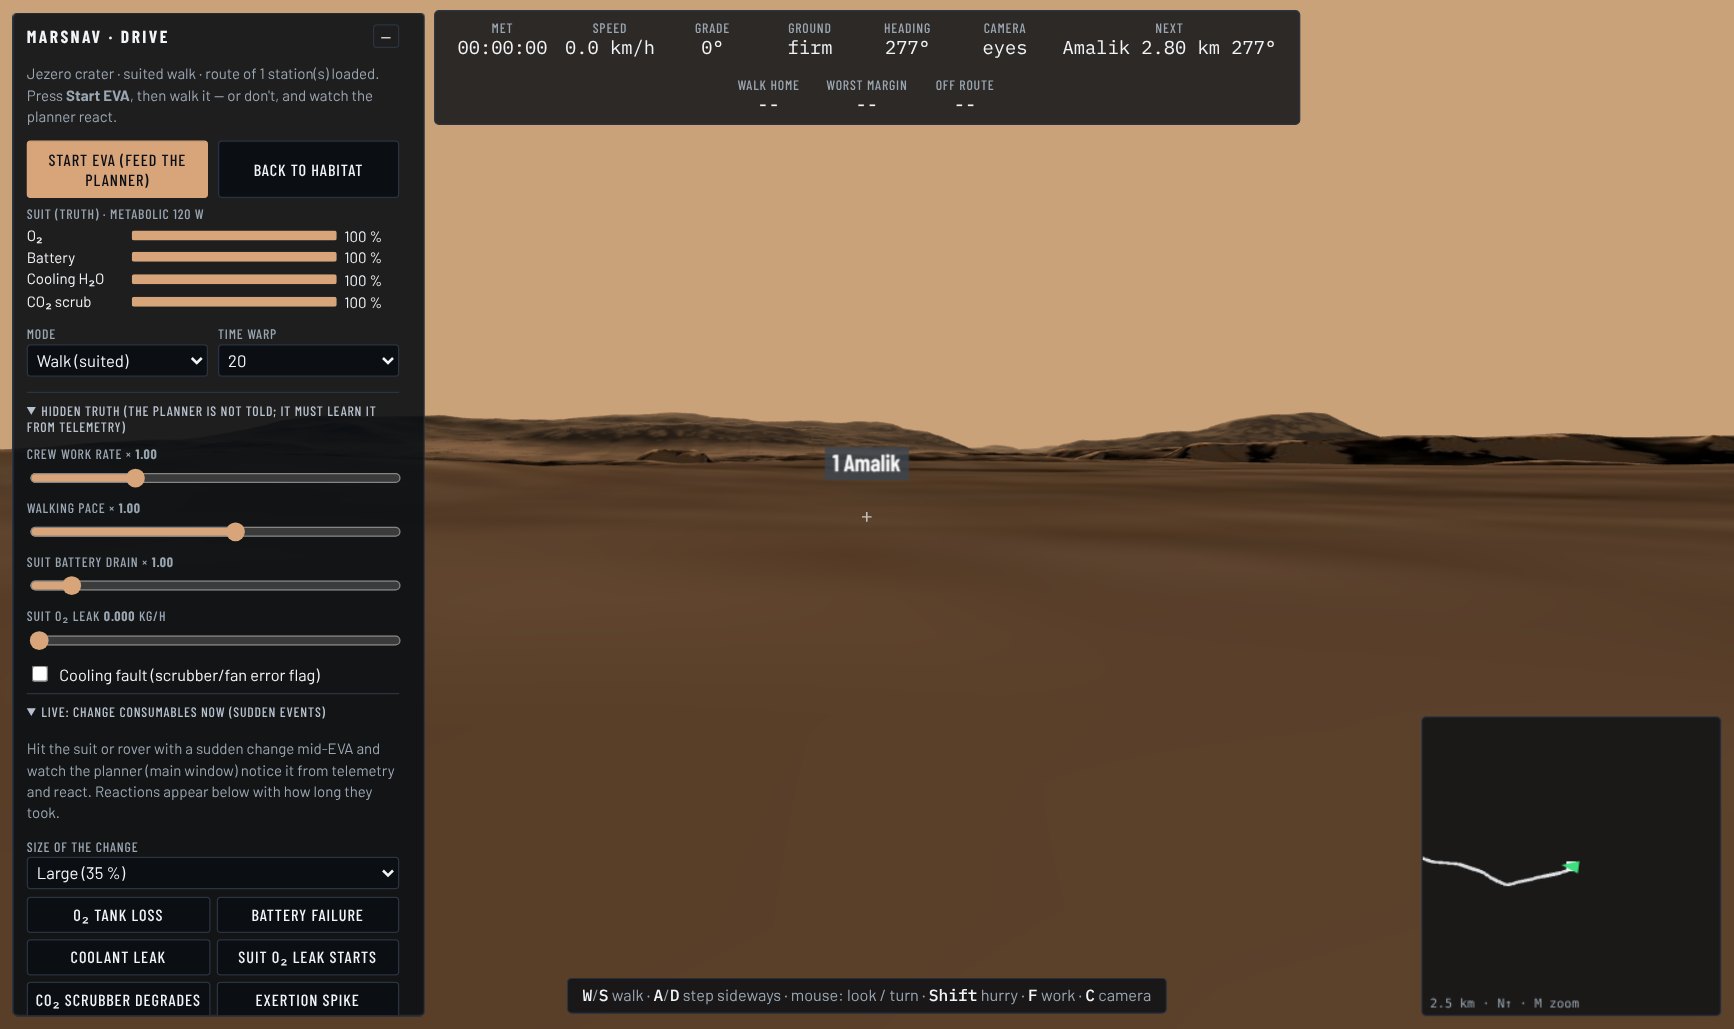 MARSNAV · DRIVE
–
Jezero crater · suited walk · route of 1 station(s) loaded.
Press Start EVA, then walk it — or don't, and watch the
planner react.
START EVA (FEED THE
PLANNER)
BACK TO HABITAT
SUIT (TRUTH) · METABOLIC 120 W
O₂ 100 %
Battery 100 %
Cooling H₂O 100 %
CO₂ scrub 100 %
MODE TIME WARP
Walk (suited) 20
▼ HIDDEN TRUTH (THE PLANNER IS NOT TOLD; IT MUST LEARN IT
FROM TELEMETRY)
CREW WORK RATE × 1.00
WALKING PACE × 1.00
SUIT BATTERY DRAIN × 1.00
SUIT O₂ LEAK 0.000 KG/H
Cooling fault (scrubber/fan error flag)
▼ LIVE: CHANGE CONSUMABLES NOW (SUDDEN EVENTS)
Hit the suit or rover with a sudden change mid-EVA and
watch the planner (main window) notice it from telemetry
and react. Reactions appear below with how long they
took.
SIZE OF THE CHANGE
Large (35 %)
O₂ TANK LOSS BATTERY FAILURE
COOLANT LEAK SUIT O₂ LEAK STARTS
CO₂ SCRUBBER DEGRADES EXERTION SPIKE
MET SPEED GRADE GROUND HEADING CAMERA NEXT
00:00:00 0.0 km/h 0° firm 277° eyes Amalik 2.80 km 277°
WALK HOME WORST MARGIN OFF ROUTE
-- -- --
1 Amalik
+
W/S walk · A/D step sideways · mouse: look / turn · Shift hurry · F work · C camera
2.5 km · N↑ · M zoom